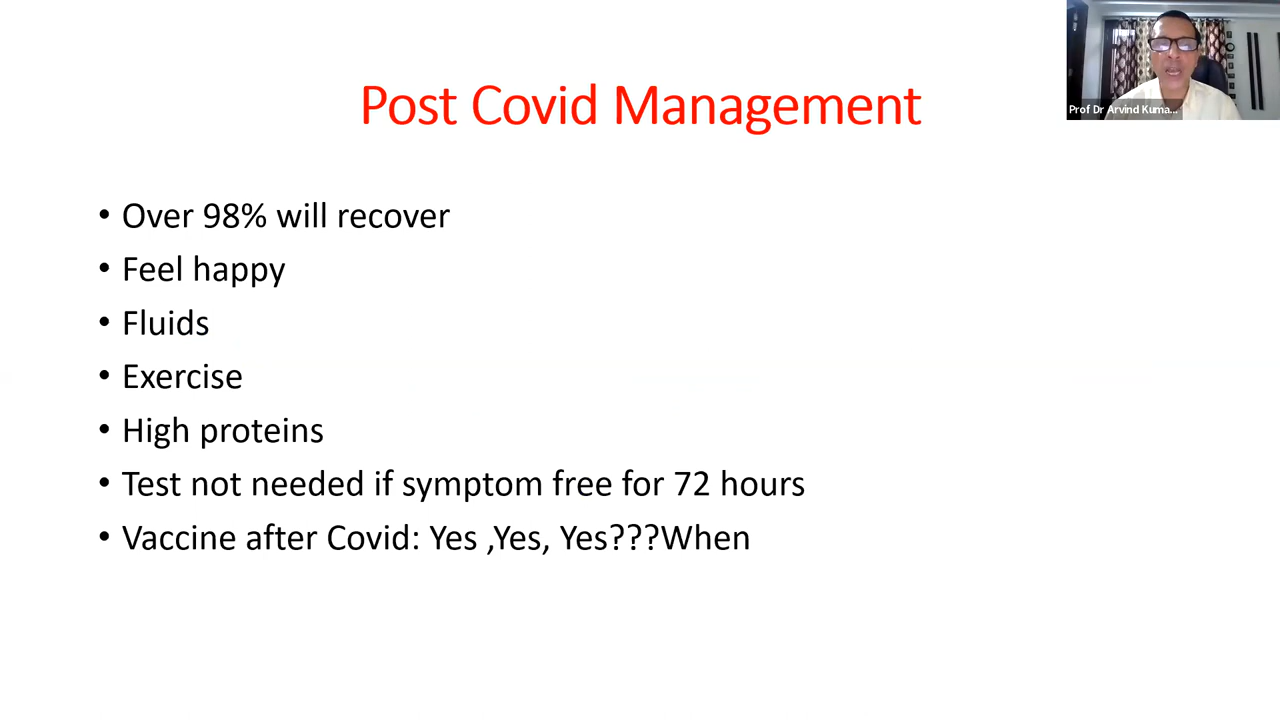 Prof Dr Arvind Kuma...
Post Covid Management
• Over 98% will recover
• Feel happy
• Fluids
• Exercise
• High proteins
• Test not needed if symptom free for 72 hours
• Vaccine after Covid: Yes ,Yes, Yes???When